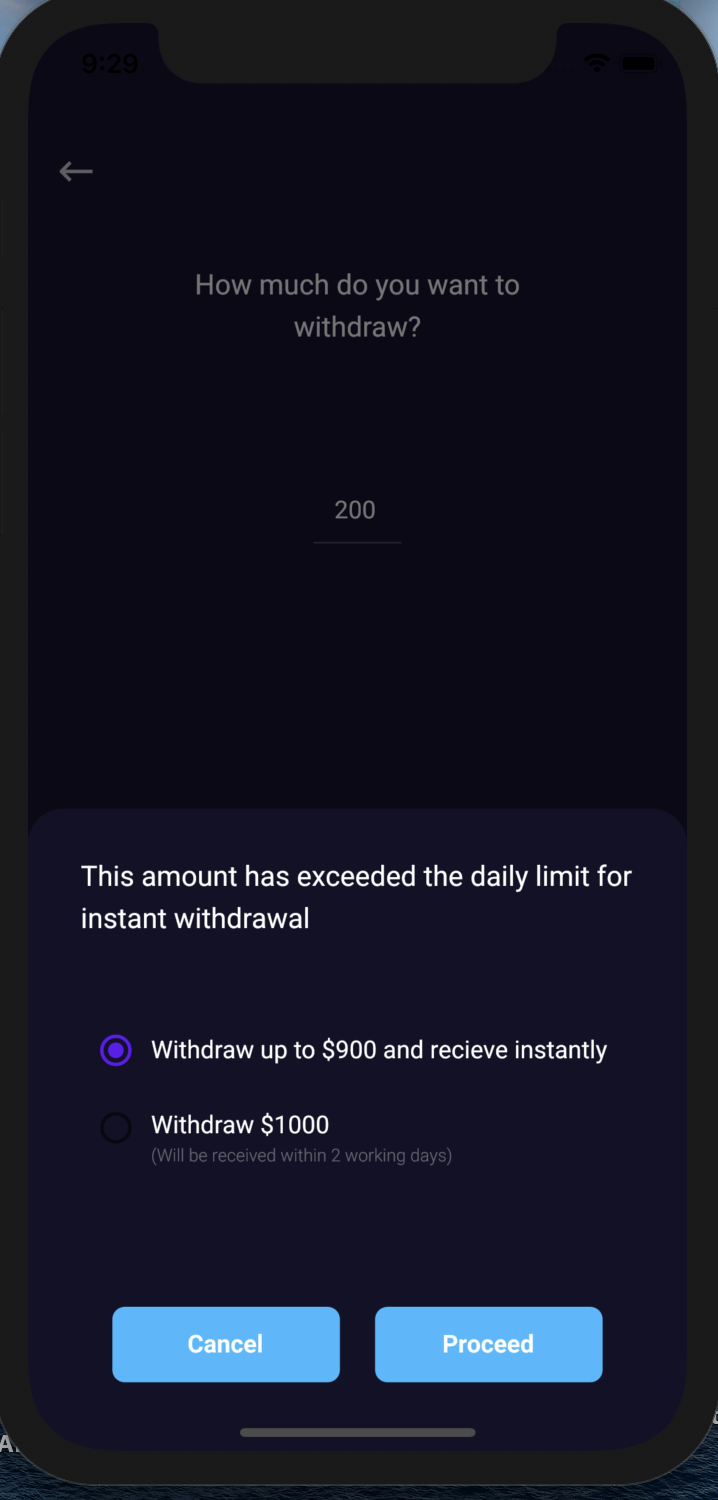 9:29
How much do you want to
withdraw?
200
This amount has exceeded the daily limit for
instant withdrawal
Withdraw up to $900 and recieve instantly
Withdraw $1000
(Will be received within 2 working days)
Cancel
Proceed